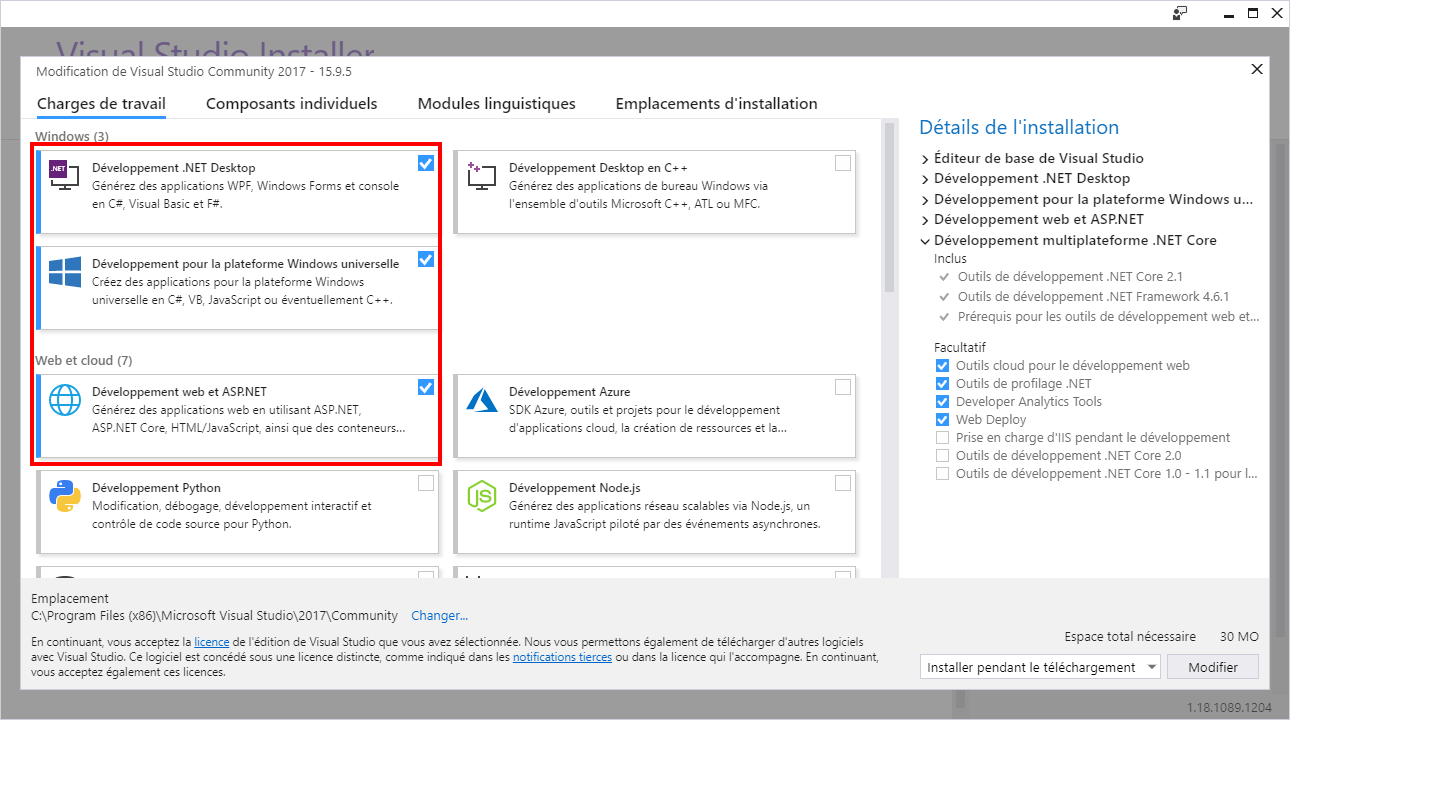 Visual Studio Installer
Modification de Visual Studio Community 2017 - 15.9.5
Charges de travail
Composants individuels
Modules linguistiques
Emplacements d'installation
Windows (3)
.NET
Développement .NET Desktop
Générez des applications WPF, Windows Forms et console
en C#, Visual Basic et F#.
Développement Desktop en C++
Générez des applications de bureau Windows via
l'ensemble d'outils Microsoft C++, ATL ou MFC.
Développement pour la plateforme Windows universelle
Créez des applications pour la plateforme Windows
universelle en C#, VB, JavaScript ou éventuellement C++.
Web et cloud (7)
Développement web et ASP.NET
Générez des applications web en utilisant ASP.NET,
ASP.NET Core, HTML/JavaScript, ainsi que des conteneurs...
Développement Azure
SDK Azure, outils et projets pour le développement
d'applications cloud, la création de ressources et la...
Développement Python
Modification, débogage, développement interactif et
contrôle de code source pour Python.
JS
Développement Node.js
Générez des applications réseau scalables via Node.js, un
runtime JavaScript piloté par des événements asynchrones.
Détails de l'installation
Éditeur de base de Visual Studio
Développement .NET Desktop
Développement pour la plateforme Windows u...
Développement web et ASP.NET
Développement multiplateforme .NET Core
Inclus
Outils de développement .NET Core 2.1
Outils de développement .NET Framework 4.6.1
Prérequis pour les outils de développement web et...
Facultatif
Outils cloud pour le développement web
Outils de profilage .NET
Developer Analytics Tools
Web Deploy
Prise en charge d'IIS pendant le développement
Outils de développement .NET Core 2.0
Outils de développement .NET Core 1.0 - 1.1 pour l...
Emplacement
C:\Program Files (x86)\Microsoft Visual Studio\2017\Community Changer...
En continuant, vous acceptez la licence de l'édition de Visual Studio que vous avez sélectionnée. Nous vous permettons également de télécharger d'autres logiciels
avec Visual Studio. Ce logiciel est concédé sous une licence distincte, comme indiqué dans les notifications tierces ou dans la licence qui l'accompagne. En continuant,
vous acceptez également ces licences.
Espace total nécessaire 30 MO
Installer pendant le téléchargement
Modifier
1.18.1089.1204